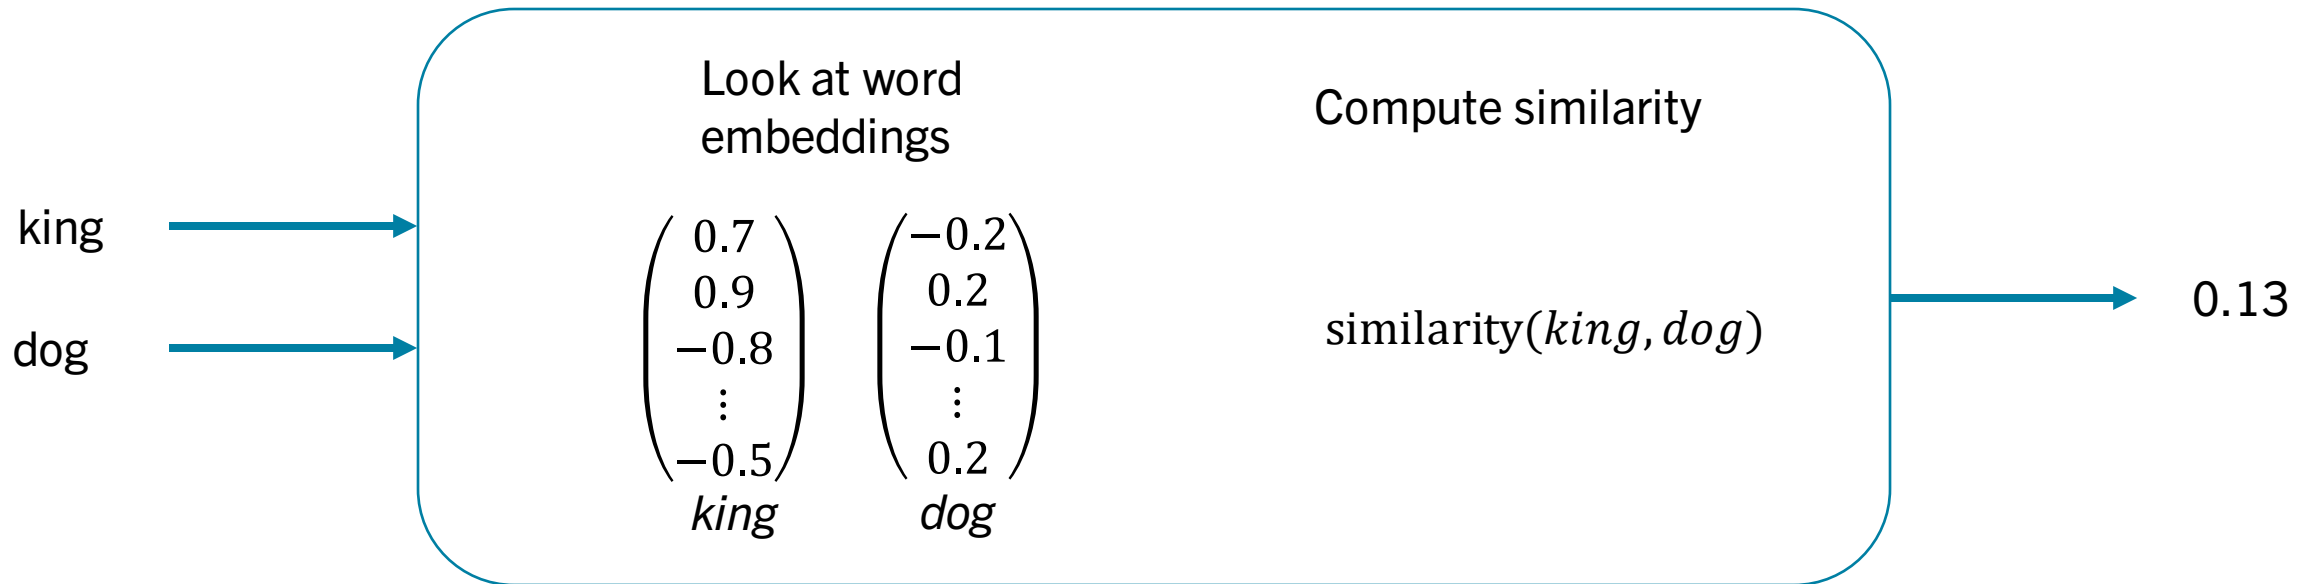 Look at word
embeddings
Compute similarity
king
dog
0.7
0.9
−0.8
⋮
−0.5
king
−0.2
0.2
−0.1
⋮
0.2
dog
similarity(king, dog)
0.13